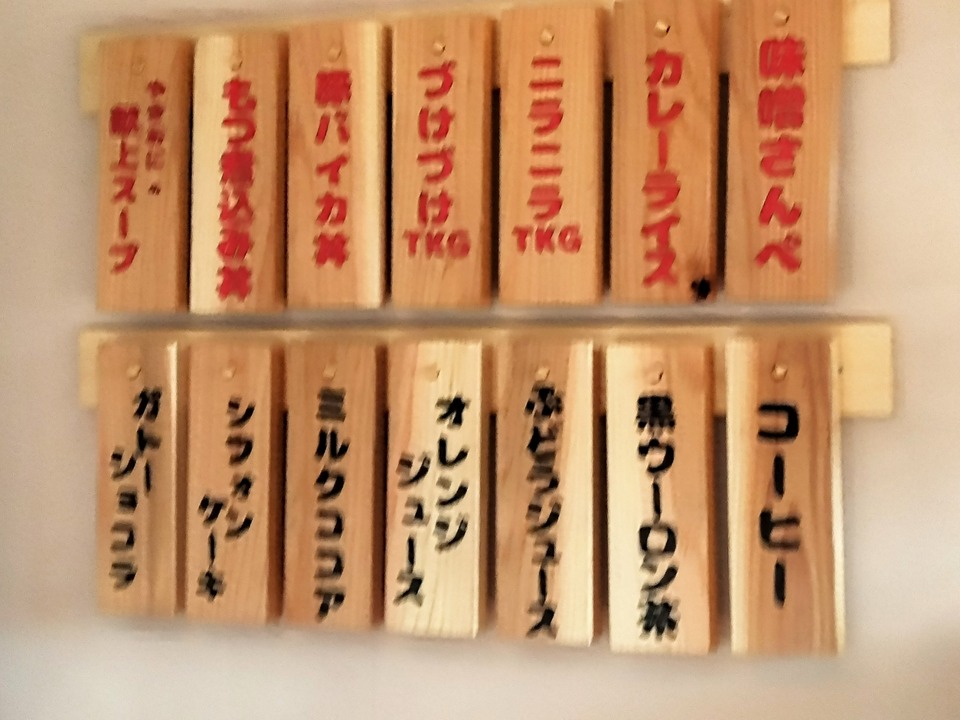 味噌さんぺ
カレーライス
ニラニラ
TKG
づけづけ
TKG
豚バイカ丼
もつ煮込み丼
献上スープ
コーヒー
黒ウーロン茶
ぶどうジュース
オレンジ
ジュース
ミルクココア
シフォン
ケーキ
ガトー
ショコラ